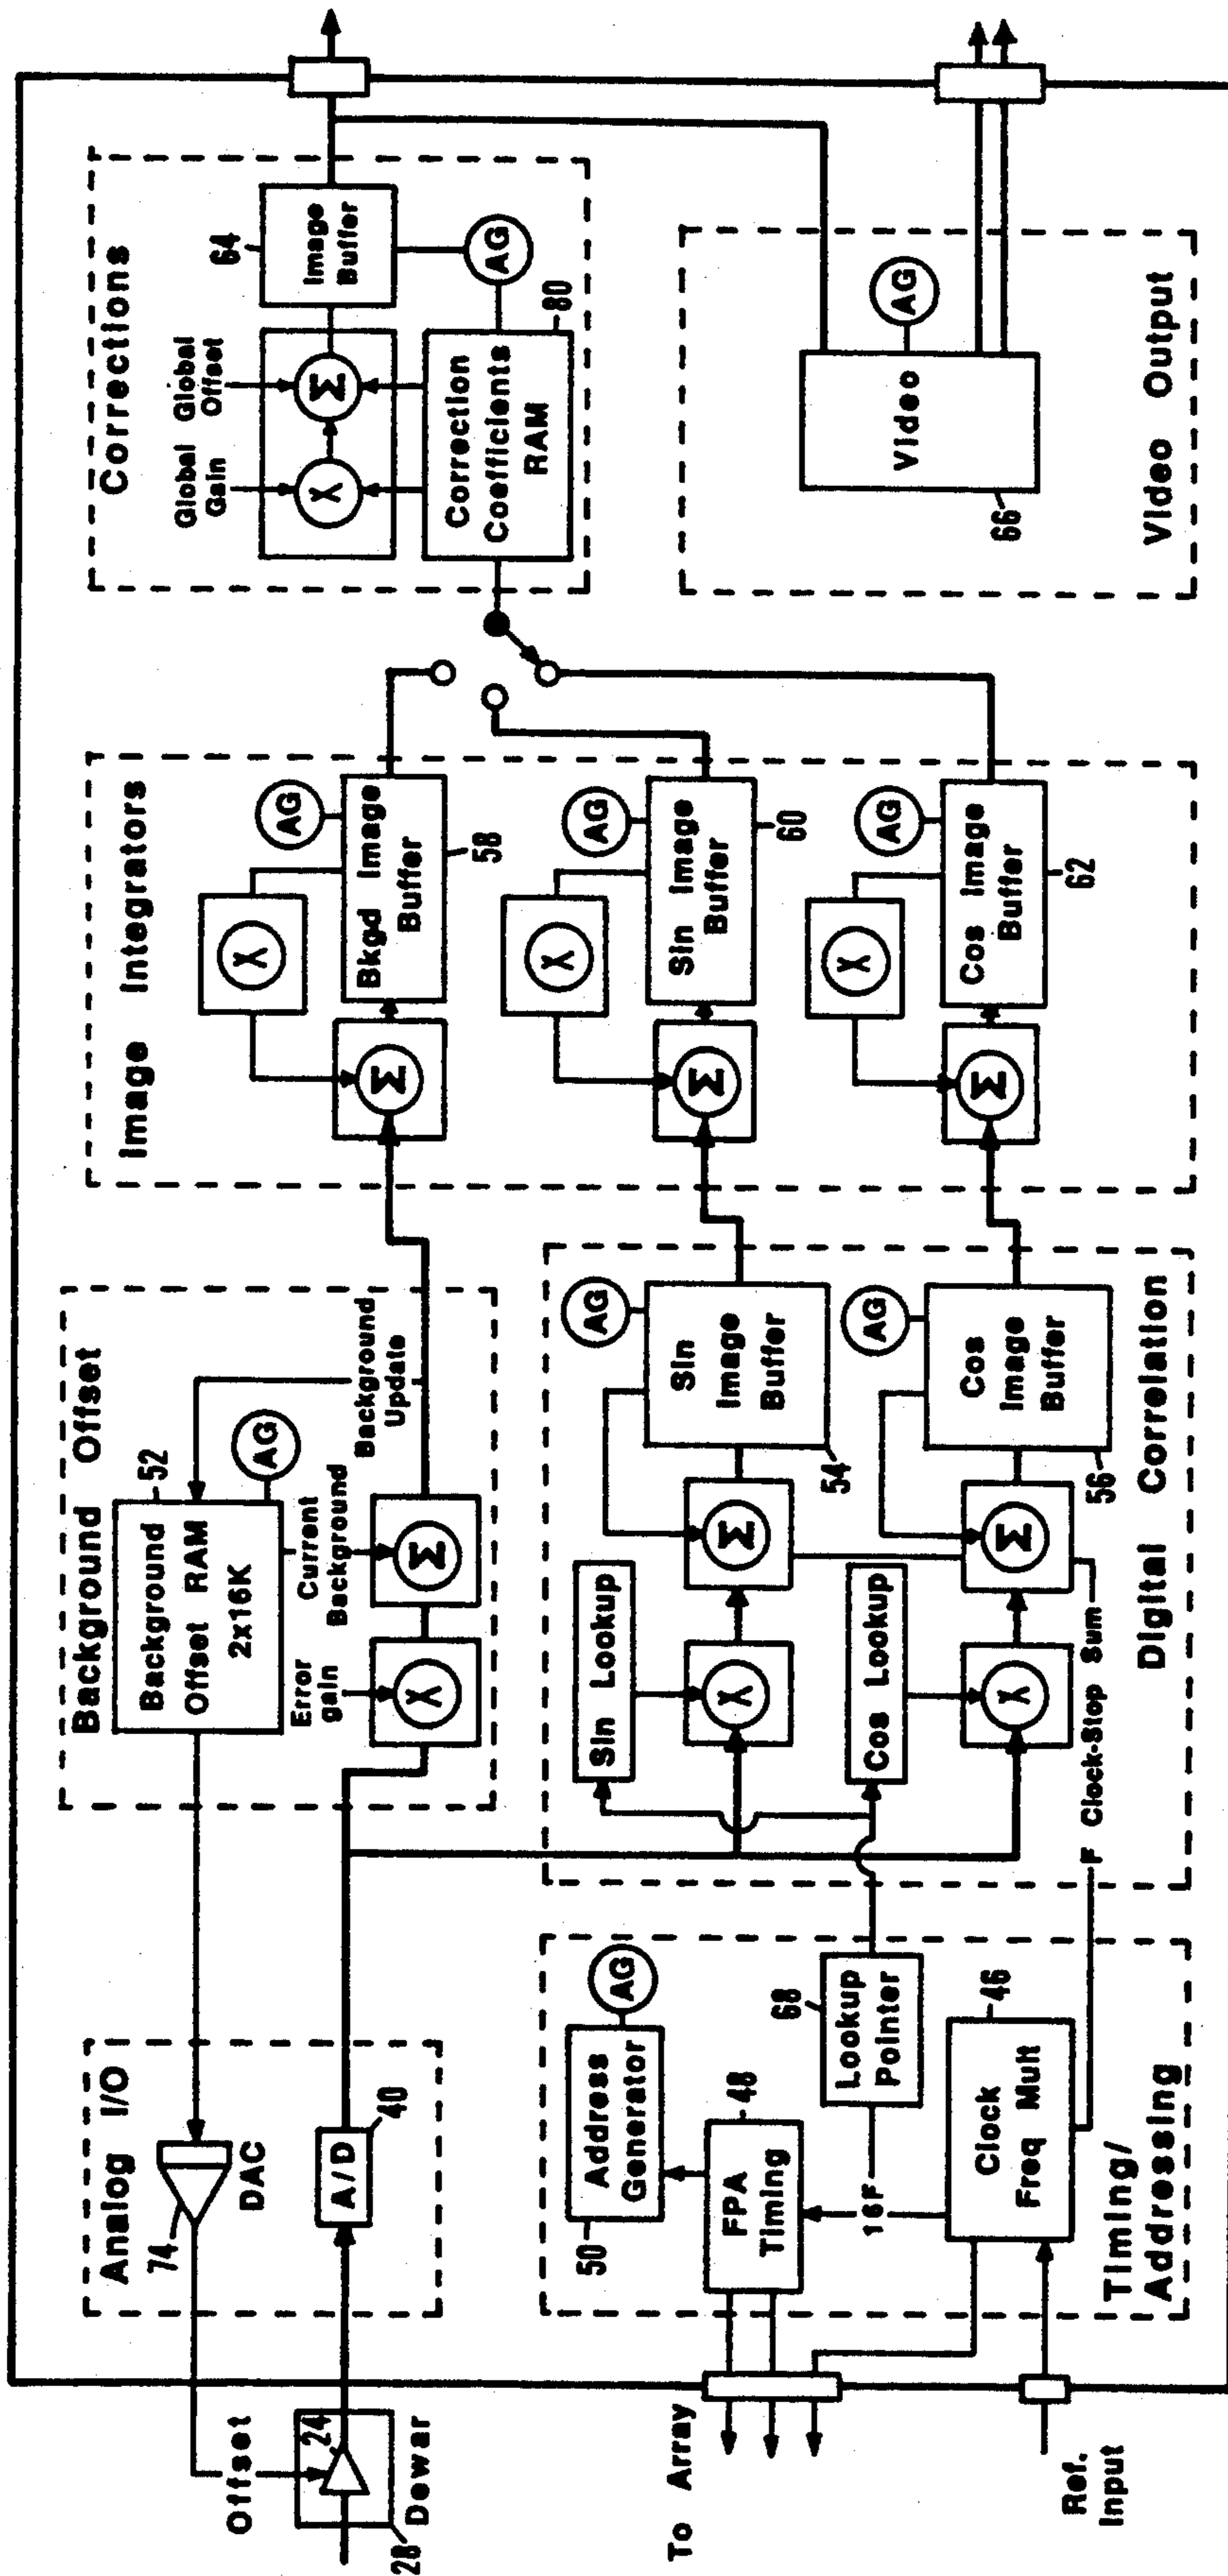 Offset
24
28
Dewar
To Array
Ref.
Input
Analog I/O
74
DAC
A/D
40
Timing/
Addressing
50
Address
Generator
AG
FPA
Timing
48
16F
68
Lookup
Pointer
Clock
Freq Mult
46
F Clock-Stop Sum
Background Offset
Background
Offset RAM
2x16K
52
AG
Error
gain
Current
Background
Background
Update
X
Σ
Digital Correlation
Sin Lookup
X
Σ
Sin
Image
Buffer
AG
54
Cos Lookup
X
Σ
Cos
Image
Buffer
AG
56
Image Integrators
Σ
X
Bkgd Image
Buffer
AG
58
Σ
X
Sin Image
Buffer
AG
60
Σ
X
Cos Image
Buffer
AG
62
Corrections
Global
Gain
Global
Offset
X
Σ
64
Image
Buffer
AG
Correction
Coefficients
RAM
80
Video Output
Video
AG
66